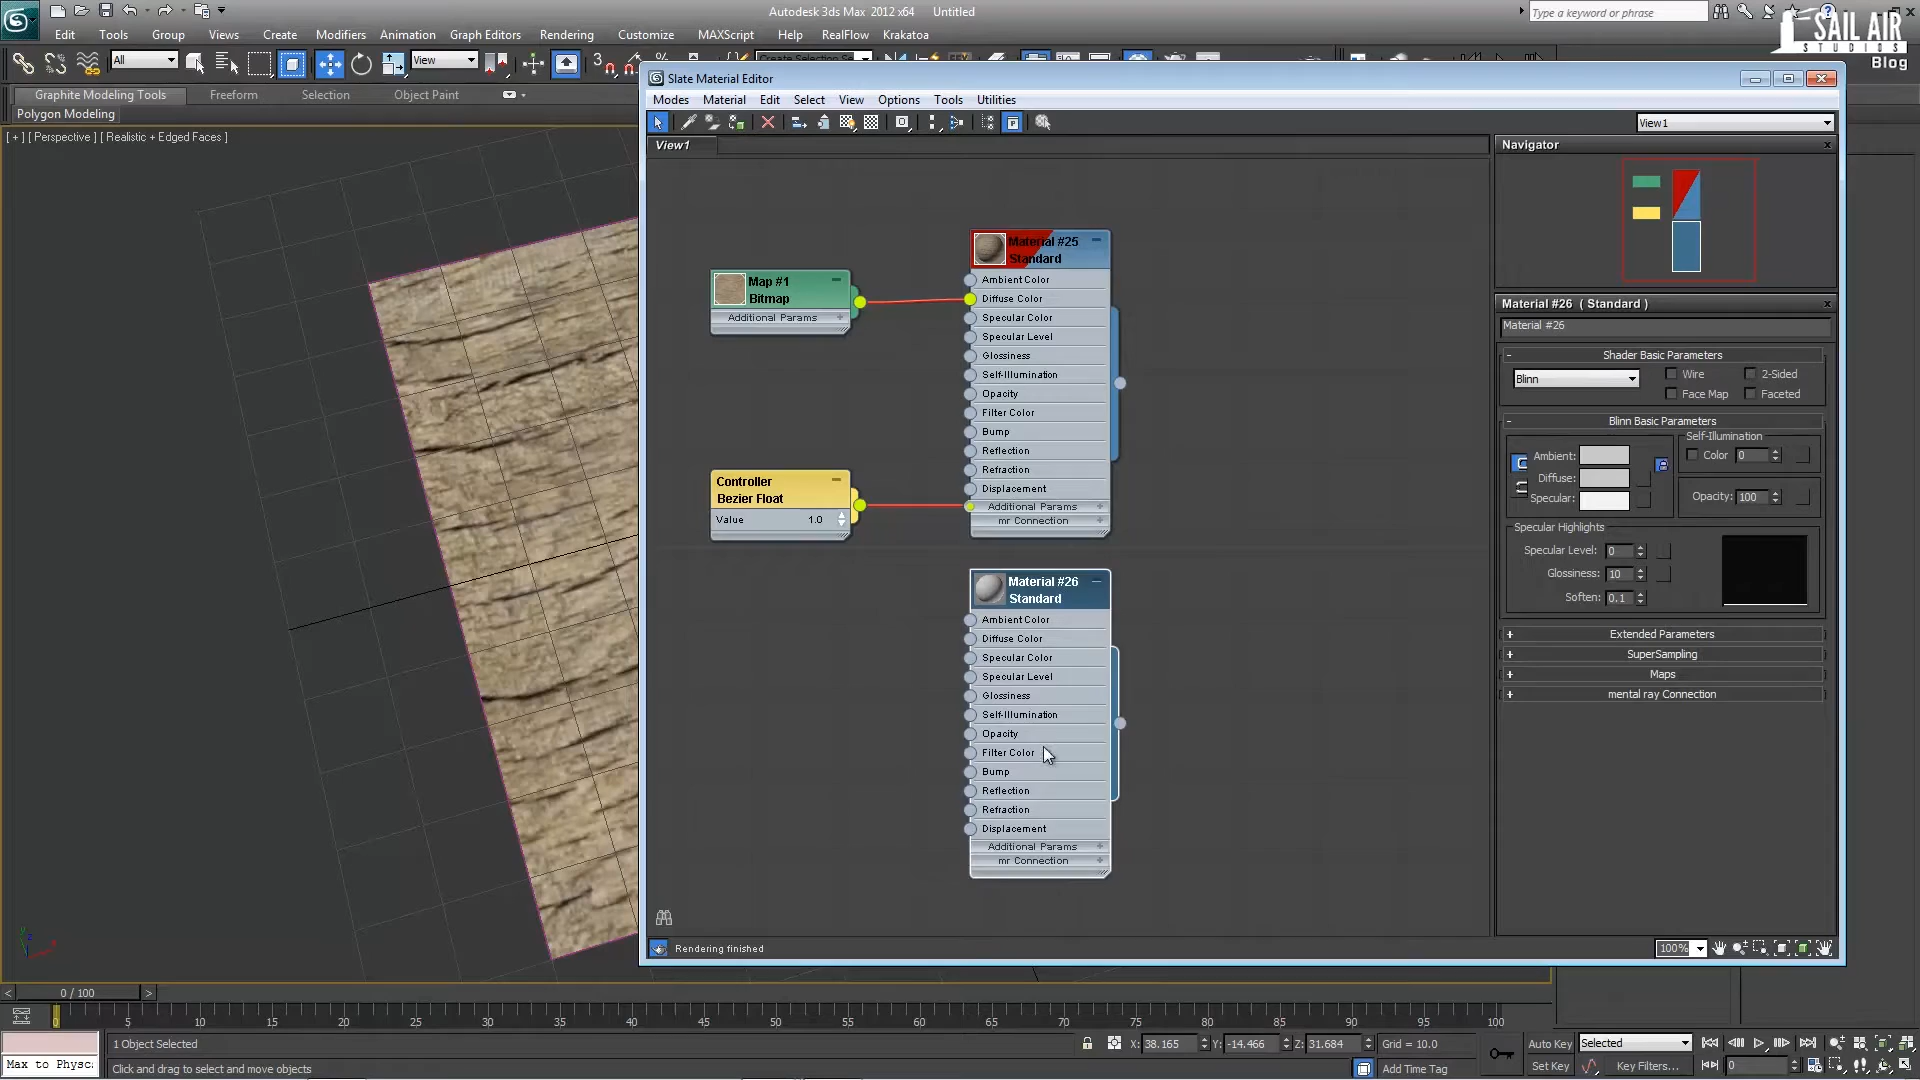 Autodesk 3ds Max 2012 x64 Untitled
Type a keyword or phrase
SAIL AIR
STUDIOS
Blog
Edit Tools Group Views Create Modifiers Animation Graph Editors Rendering Customize MAXScript Help RealFlow Krakatoa
All
View
3
Create Selection Se
Graphite Modeling Tools Freeform Selection Object Paint
Polygon Modeling
[ + ] [ Perspective ] [ Realistic + Edged Faces ]
Slate Material Editor
Modes Material Edit Select View Options Tools Utilities
View1
View1
Navigator
Map #1
Bitmap
Additional Params
Controller
Bezier Float
Value 1.0
Material #25
Standard
Ambient Color
Diffuse Color
Specular Color
Specular Level
Glossiness
Self-Illumination
Opacity
Filter Color
Bump
Reflection
Refraction
Displacement
Additional Params
mr Connection
Material #26
Standard
Ambient Color
Diffuse Color
Specular Color
Specular Level
Glossiness
Self-Illumination
Opacity
Filter Color
Bump
Reflection
Refraction
Displacement
Additional Params
mr Connection
Material #26 ( Standard )
Material #26
Shader Basic Parameters
Blinn
Wire
2-Sided
Face Map
Faceted
Blinn Basic Parameters
Self-Illumination
Ambient:
Color 0
Diffuse:
Specular:
Opacity: 100
Specular Highlights
Specular Level: 0
Glossiness: 10
Soften: 0.1
Extended Parameters
SuperSampling
Maps
mental ray Connection
Rendering finished
100%
0 / 100
0 5 10 15 20 25 30 35 40 45 50 55 60 65 70 75 80 85 90 95 100
1 Object Selected
X: 38.165 Y: -14.466 Z: 31.684 Grid = 10.0
Auto Key Selected
Max to Physc
Click and drag to select and move objects
Add Time Tag
Set Key Key Filters...
0